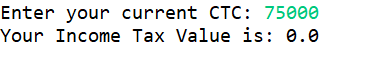 Enter your current CTC: 75000
Your Income Tax Value is: 0.0